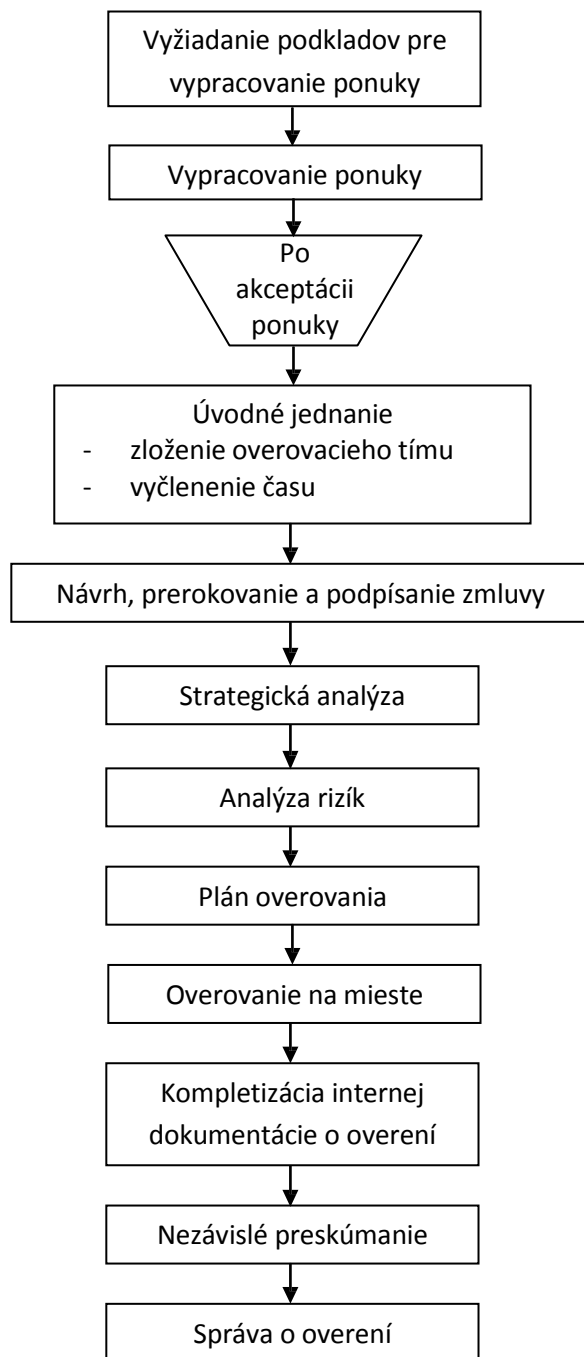 Vyžiadanie podkladov pre
vypracovanie ponuky
Vypracovanie ponuky
Po
akceptácii
ponuky
Úvodné jednanie
- zloženie overovacieho tímu
- vyčlenenie času
Návrh, prerokovanie a podpísanie zmluvy
Strategická analýza
Analýza rizík
Plán overovania
Overovanie na mieste
Kompletizácia internej
dokumentácie o overení
Nezávislé preskúmanie
Správa o overení